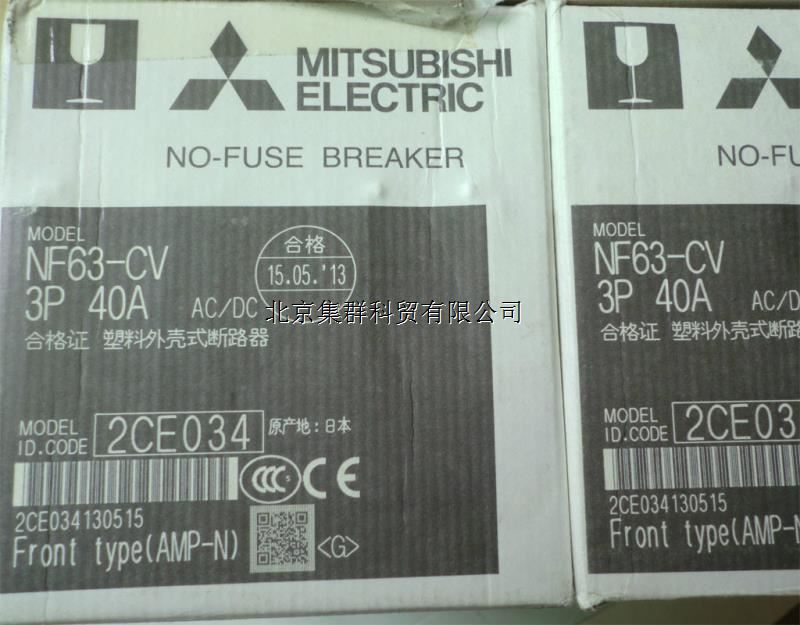 MITSUBISHI
ELECTRIC
NO-FUSE BREAKER
MODEL
NF63-CV
3P 40A AC/DC
合格
15.05.'13
北京集群科贸有限公司
合格证 塑料外壳式断路器
MODEL
ID.CODE 2CE034 原产地:日本
CCC S CE
2CE034130515
Front type(AMP-N) <G>
NO-FU
MODEL
NF63-CV
3P 40A AC/D
合格证 塑料外壳式断路
MODEL
ID.CODE 2CE03
2CE034130515
Front type(AMP-N